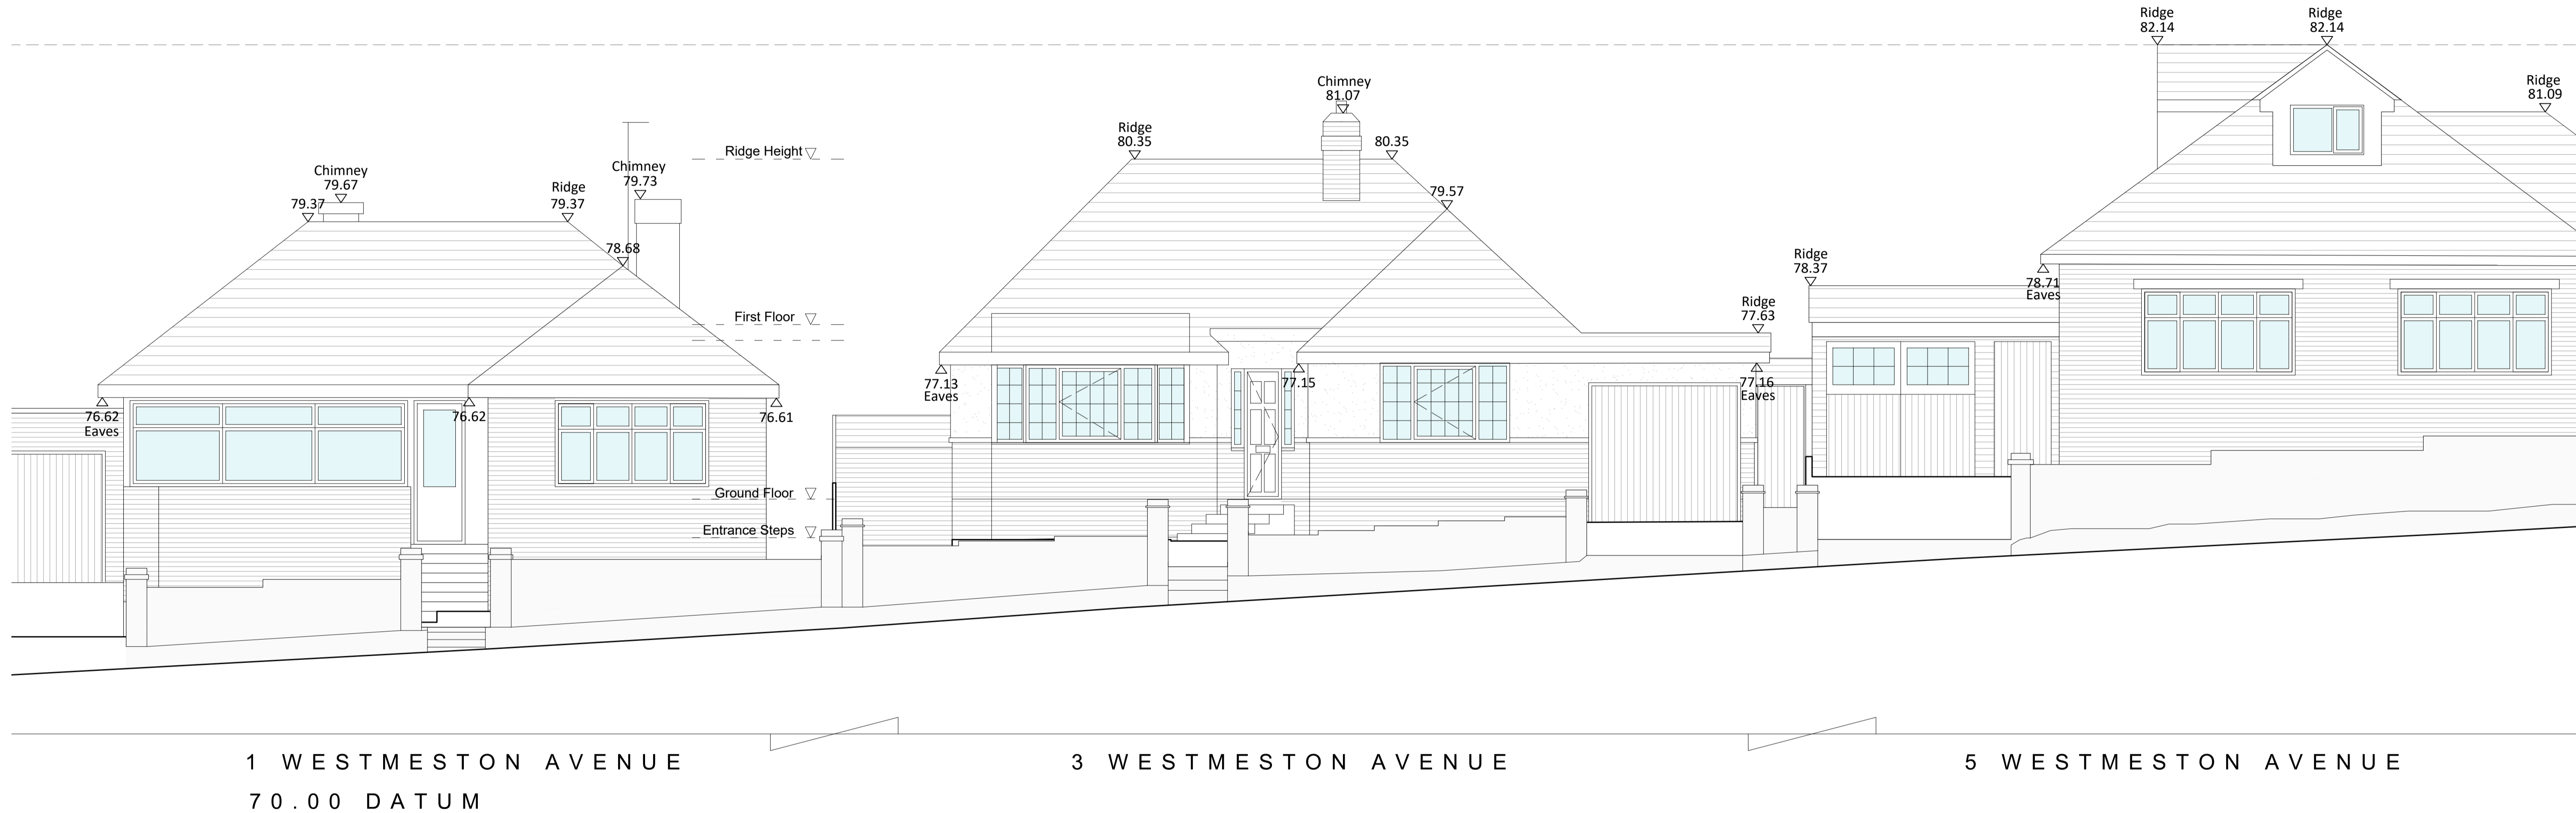 Ridge
82.14
Ridge
82.14
Ridge
81.09
Chimney
81.07
Ridge
80.35
80.35
79.57
Ridge Height
Chimney
79.67
79.37
Ridge
79.37
Chimney
79.73
78.68
Ridge
78.37
78.71
Eaves
Ridge
77.63
First Floor
77.13
Eaves
77.15
77.16
Eaves
76.62
Eaves
76.62
76.61
Ground Floor
Entrance Steps
1 WESTMESTON AVENUE
3 WESTMESTON AVENUE
5 WESTMESTON AVENUE
70.00 DATUM